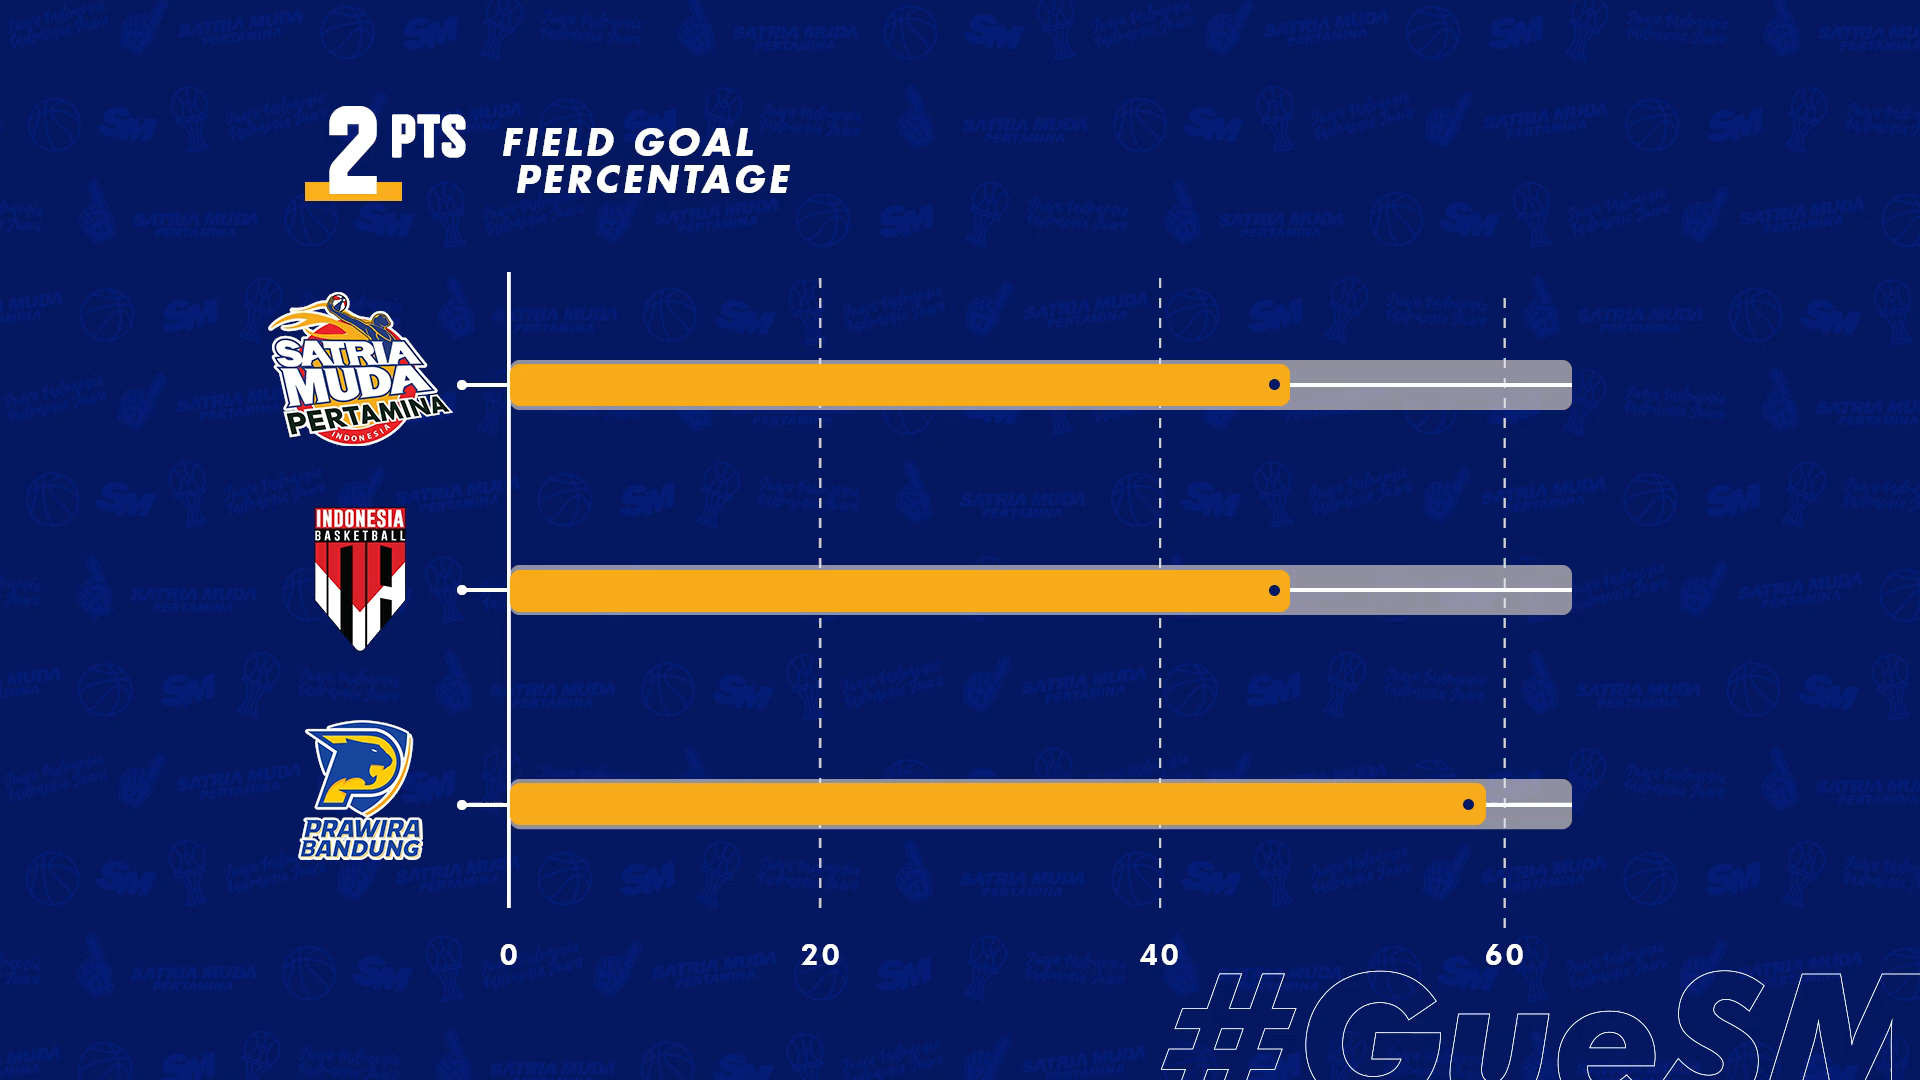 2 PTS FIELD GOAL
PERCENTAGE
SATRIA
MUDA
PERTAMINA
INDONESIA
INDONESIA
BASKETBALL
PRAWIRA
BANDUNG
0 20 40 60
#GueSM